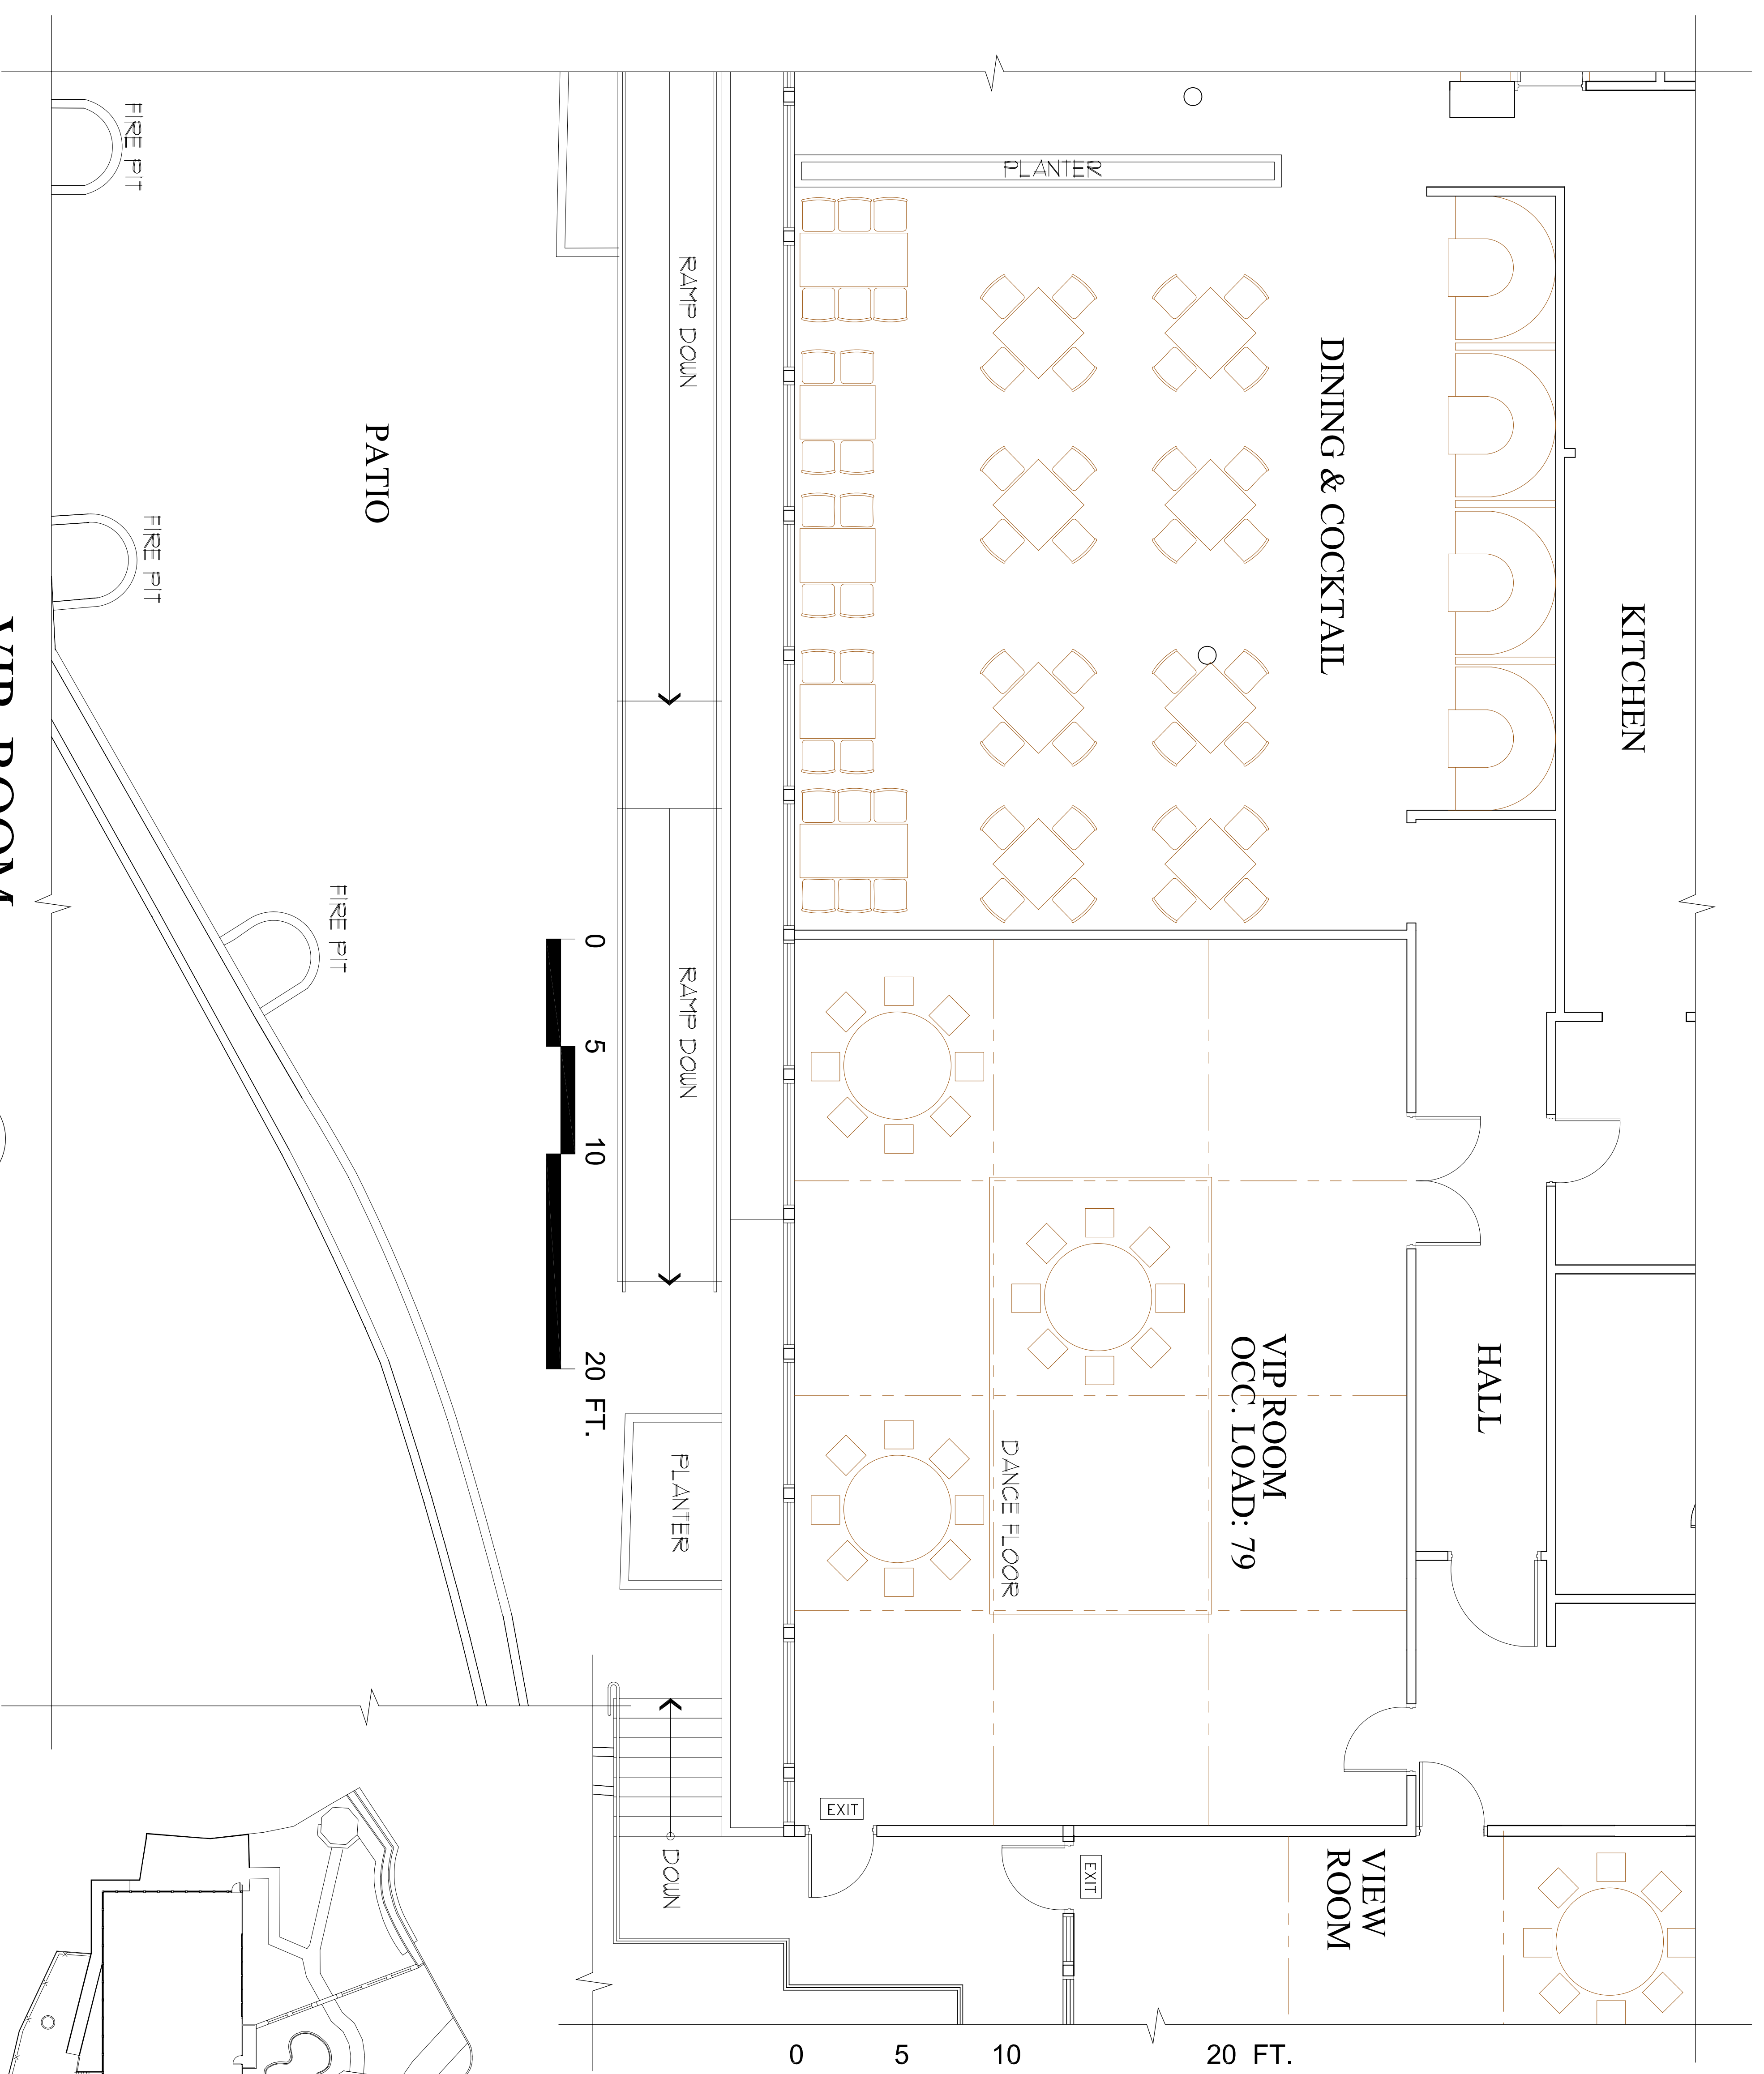 FIRE PIT
PLANTER
RAMP DOWN
DINING & COCKTAIL
PATIO
FIRE PIT
KITCHEN
VIP ROOM
FIRE PIT
RAMP DOWN
0
5
10
20 FT.
VIP ROOM
OCC. LOAD: 79
HALL
DANCE FLOOR
PLANTER
EXIT
DOWN
EXIT
VIEW
ROOM
0 5 10 20 FT.